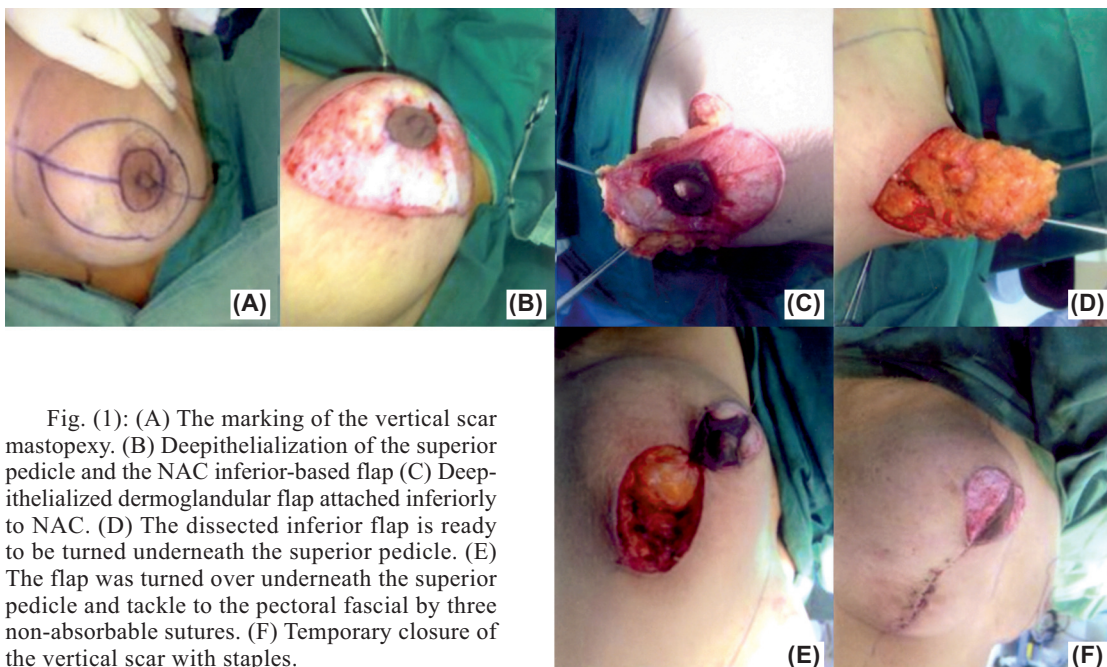 (A)
(B)
(C)
(D)
Fig. (1): (A) The marking of the vertical scar
mastopexy. (B) Deepithelialization of the superior
pedicle and the NAC inferior-based flap (C) Deep-
ithelialized dermoglandular flap attached inferiorly
to NAC. (D) The dissected inferior flap is ready
to be turned underneath the superior pedicle. (E)
The flap was turned over underneath the superior
pedicle and tackle to the pectoral fascial by three
non-absorbable sutures. (F) Temporary closure of
the vertical scar with staples.
(E)
(F)